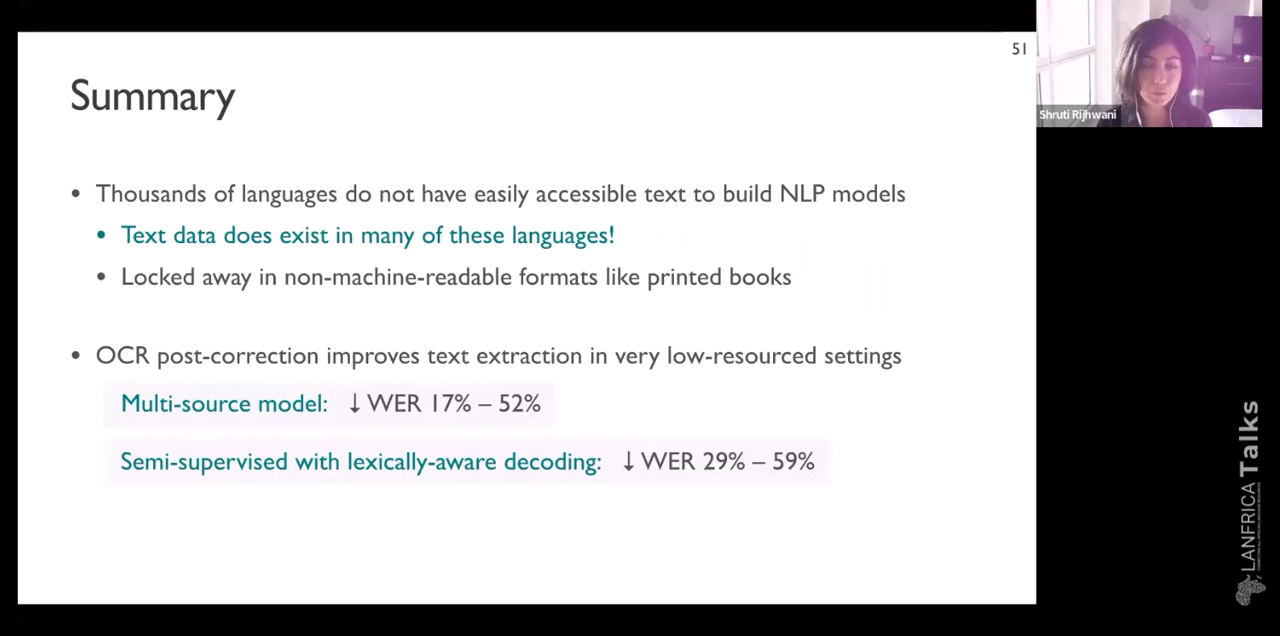 51
Summary
Shruti Rijhwani
• Thousands of languages do not have easily accessible text to build NLP models
• Text data does exist in many of these languages!
• Locked away in non-machine-readable formats like printed books
• OCR post-correction improves text extraction in very low-resourced settings
Multi-source model: ↓ WER 17% – 52%
Semi-supervised with lexically-aware decoding: ↓ WER 29% – 59%
LANFRICA Talks